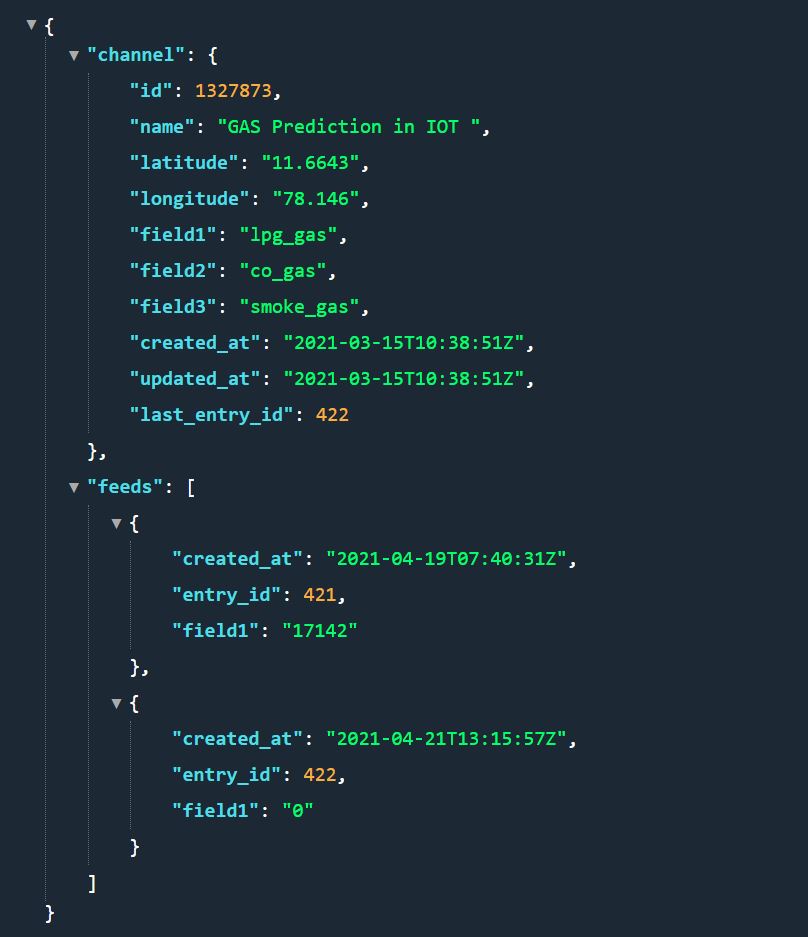 {
"channel": {
"id": 1327873,
"name": "GAS Prediction in IOT ",
"latitude": "11.6643",
"longitude": "78.146",
"field1": "lpg_gas",
"field2": "co_gas",
"field3": "smoke_gas",
"created_at": "2021-03-15T10:38:51Z",
"updated_at": "2021-03-15T10:38:51Z",
"last_entry_id": 422
},
"feeds": [
{
"created_at": "2021-04-19T07:40:31Z",
"entry_id": 421,
"field1": "17142"
},
{
"created_at": "2021-04-21T13:15:57Z",
"entry_id": 422,
"field1": "0"
}
]
}